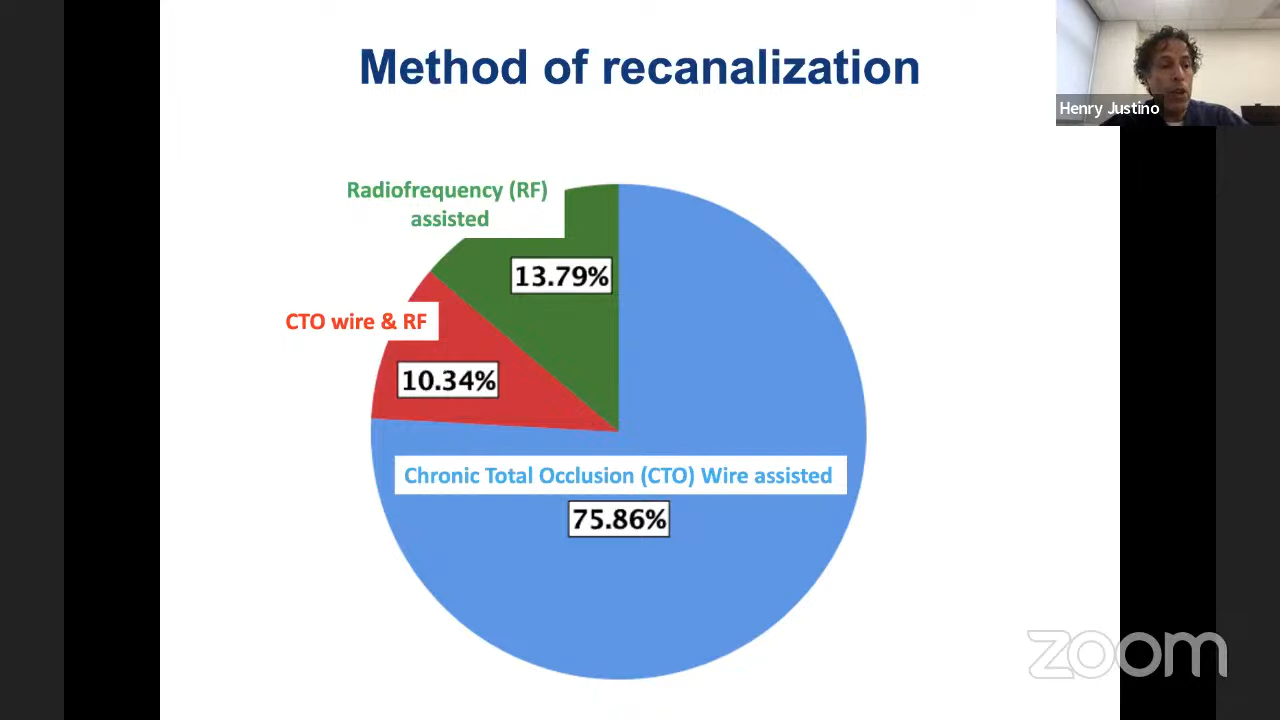 Method of recanalization
Henry Justino
Radiofrequency (RF)
assisted
13.79%
CTO wire & RF
10.34%
Chronic Total Occlusion (CTO) Wire assisted
75.86%
zoom